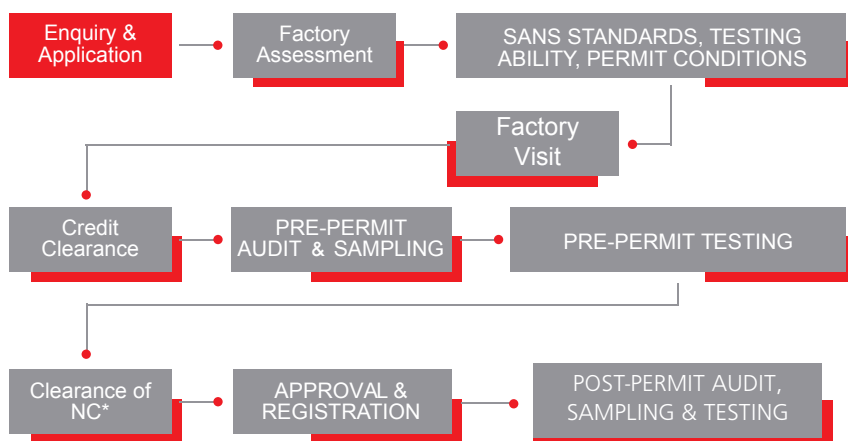 Enquiry &
Application
Factory
Assessment
SANS STANDARDS, TESTING
ABILITY, PERMIT CONDITIONS
Factory
Visit
Credit
Clearance
PRE-PERMIT
AUDIT & SAMPLING
PRE-PERMIT TESTING
Clearance of
NC*
APPROVAL &
REGISTRATION
POST-PERMIT AUDIT,
SAMPLING & TESTING